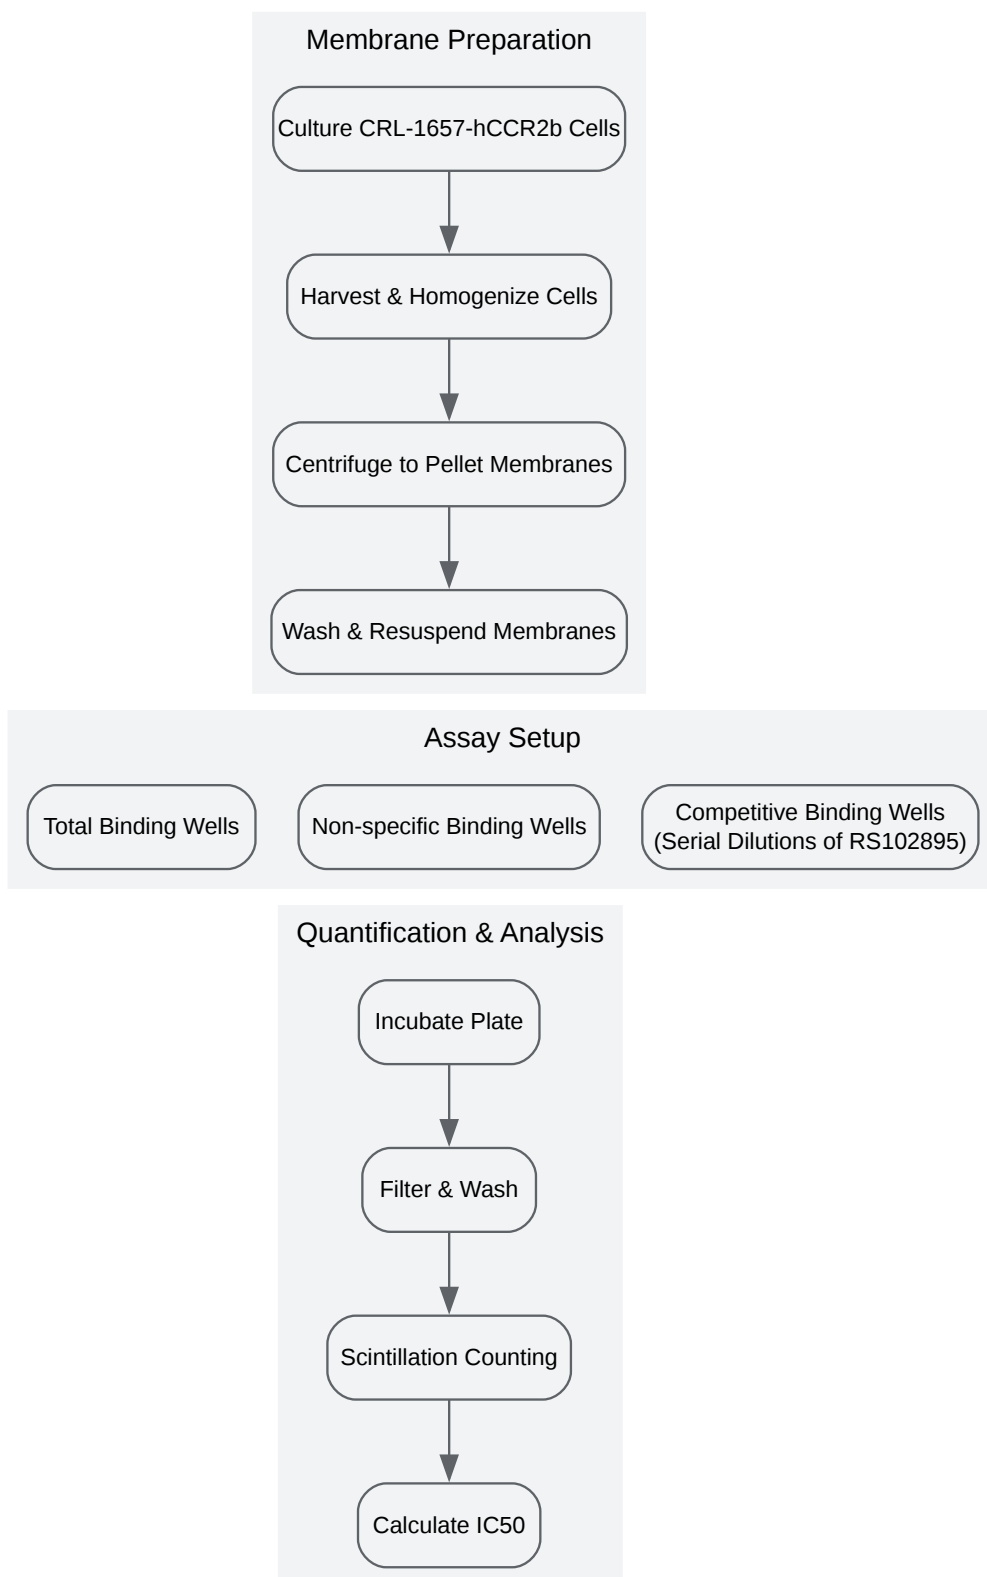 Membrane Preparation
Culture CRL-1657-hCCR2b Cells
Harvest & Homogenize Cells
Centrifuge to Pellet Membranes
Wash & Resuspend Membranes
Assay Setup
Total Binding Wells
Non-specific Binding Wells
Competitive Binding Wells
(Serial Dilutions of RS102895)
Quantification & Analysis
Incubate Plate
Filter & Wash
Scintillation Counting
Calculate IC50